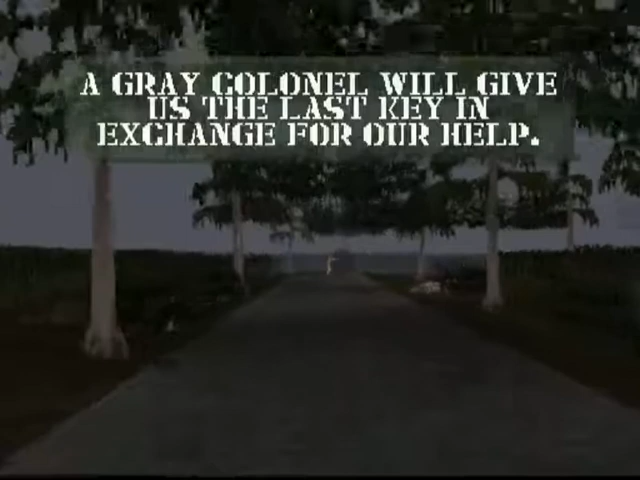 A GRAY COLONEL WILL GIVE
US THE LAST KEY IN
EXCHANGE FOR OUR HELP.